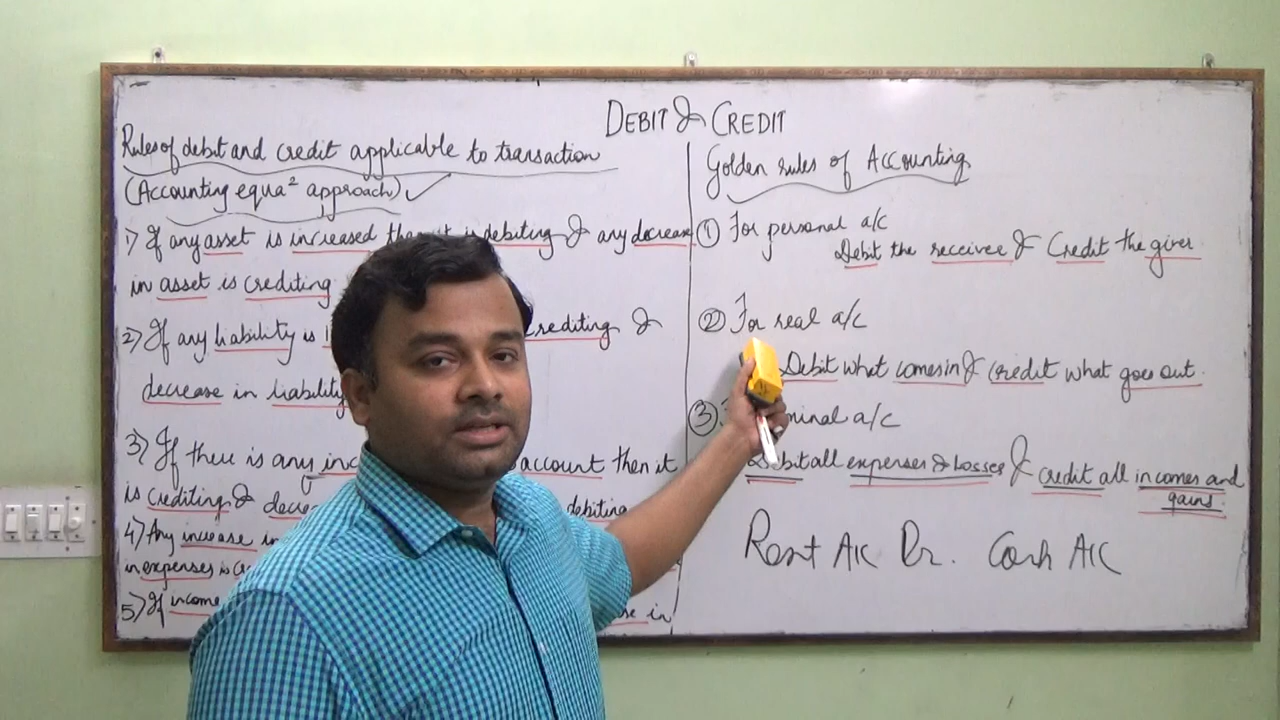 DEBIT & CREDIT
Rules of debit and credit applicable to transaction
(Accounting equa² approach) ✓
1) If any asset is increased then it is debiting & any decrease
in asset is crediting
2) If any liability is crediting &
decrease in liability
3) If there is any account then it
is crediting & debiting
4) Any increase in
in expenses is
5) If income in
Golden rules of Accounting
① For personal a/c
Debit the receiver & Credit the giver
② For real a/c
Debit what comes in & credit what goes out.
③ a/c
Debit all expenses & Losses & credit all incomes and
gains.
Rent A/C Dr. Cash A/C